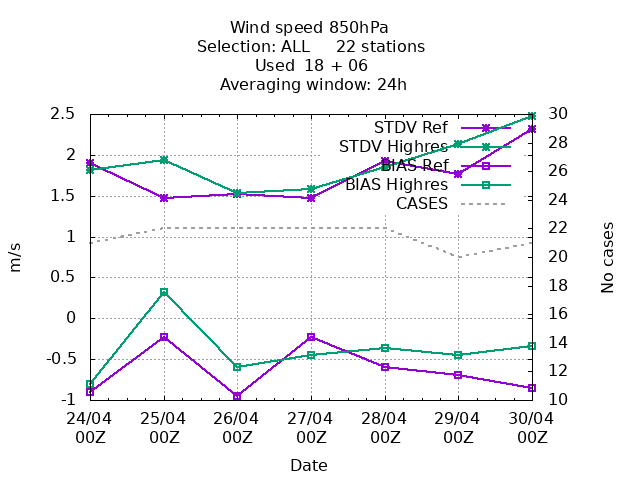 Wind speed 850hPa
Selection: ALL     22 stations
Used  18 + 06
Averaging window: 24h
STDV Ref
STDV Highres
BIAS Ref
BIAS Highres
CASES
2.5
2
1.5
1
0.5
0
-0.5
-1
m/s
30
28
26
24
22
20
18
16
14
12
10
No cases
24/04 25/04 26/04 27/04 28/04 29/04 30/04
00Z 00Z 00Z 00Z 00Z 00Z 00Z
Date